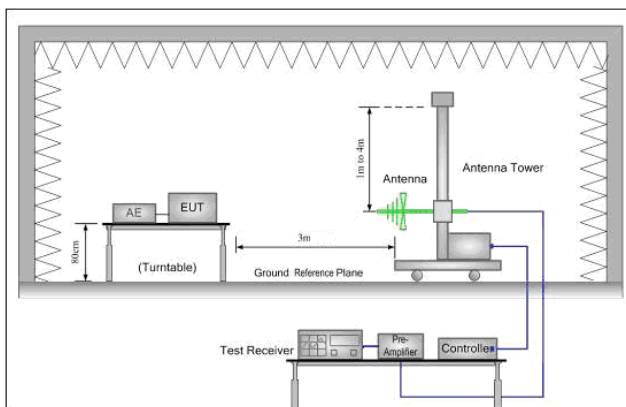 1m to 4m
Antenna Tower
Antenna
AE
EUT
3m
80cm
(Turntable)
Ground Reference Plane
Test Receiver
Pre-
Amplifier
Controller